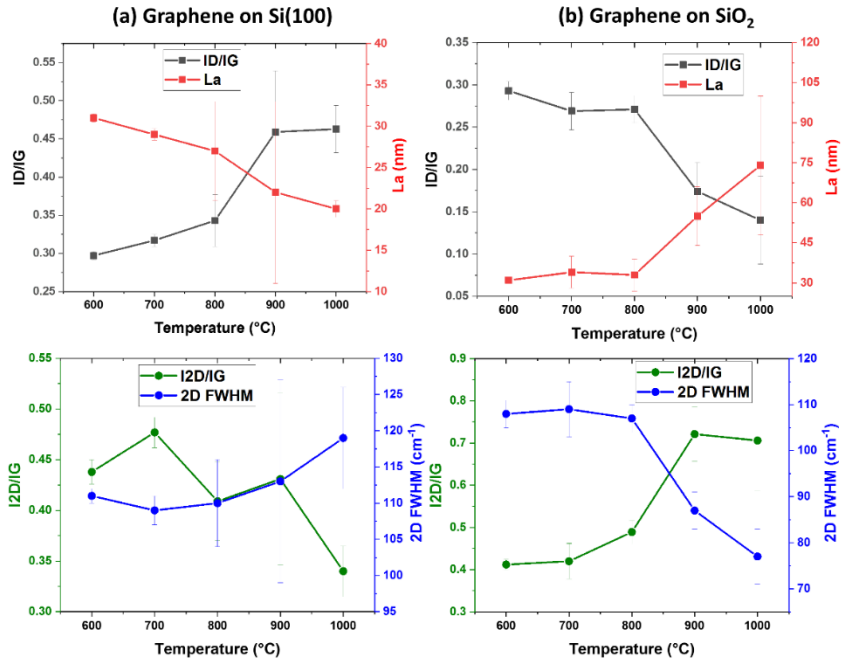 (a) Graphene on Si(100)
(b) Graphene on SiO₂
0.55
0.50
0.45
0.40
0.35
0.30
0.25
ID/IG
ID/IG
La
40
35
30
25
20
15
10
La (nm)
600 700 800 900 1000
Temperature (°C)
0.35
0.30
0.25
0.20
0.15
0.10
0.05
ID/IG
ID/IG
La
120
105
90
75
60
45
30
La (nm)
600 700 800 900 1000
Temperature (°C)
0.55
0.50
0.45
0.40
0.35
0.30
I2D/IG
I2D/IG
2D FWHM
130
125
120
115
110
105
100
95
2D FWHM (cm⁻¹)
600 700 800 900 1000
Temperature (°C)
0.9
0.8
0.7
0.6
0.5
0.4
0.3
I2D/IG
I2D/IG
2D FWHM
120
110
100
90
80
70
2D FWHM (cm⁻¹)
600 700 800 900 1000
Temperature (°C)